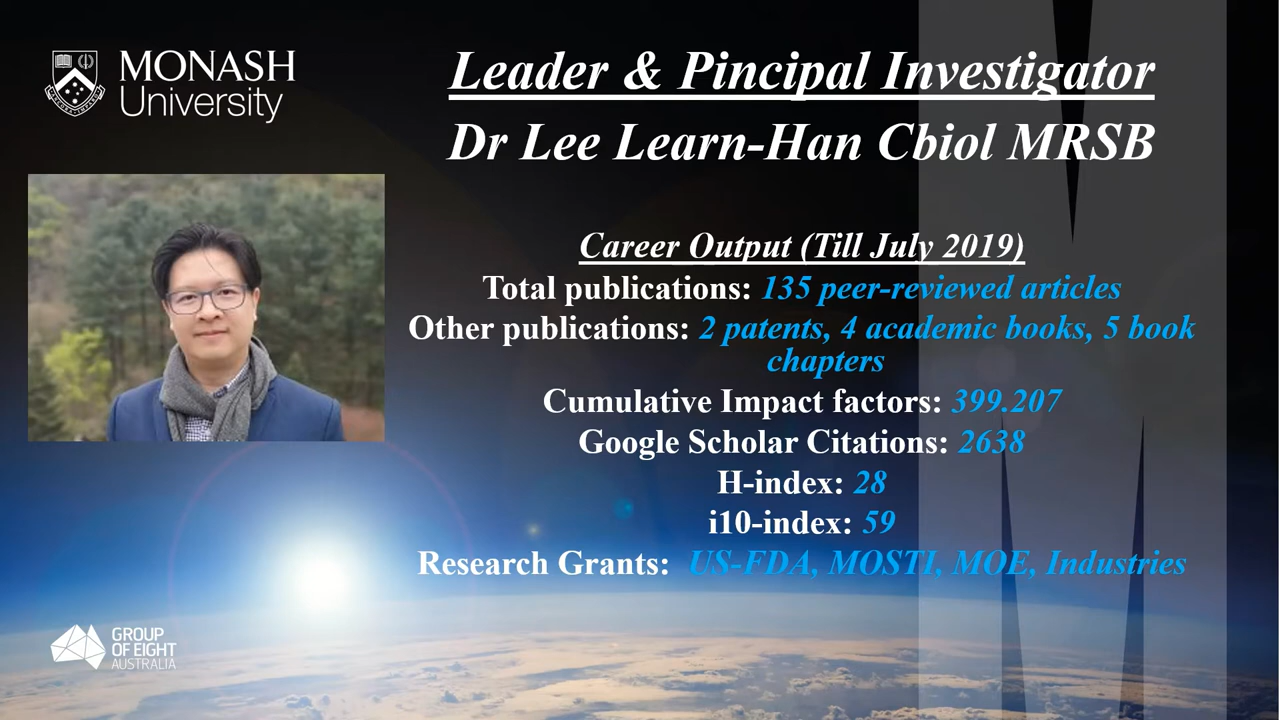 MONASH
University
Leader & Pincipal Investigator
Dr Lee Learn-Han Cbiol MRSB
Career Output (Till July 2019)
Total publications: 135 peer-reviewed articles
Other publications: 2 patents, 4 academic books, 5 book
chapters
Cumulative Impact factors: 399.207
Google Scholar Citations: 2638
H-index: 28
i10-index: 59
Research Grants: US-FDA, MOSTI, MOE, Industries
GROUP
OF EIGHT
AUSTRALIA